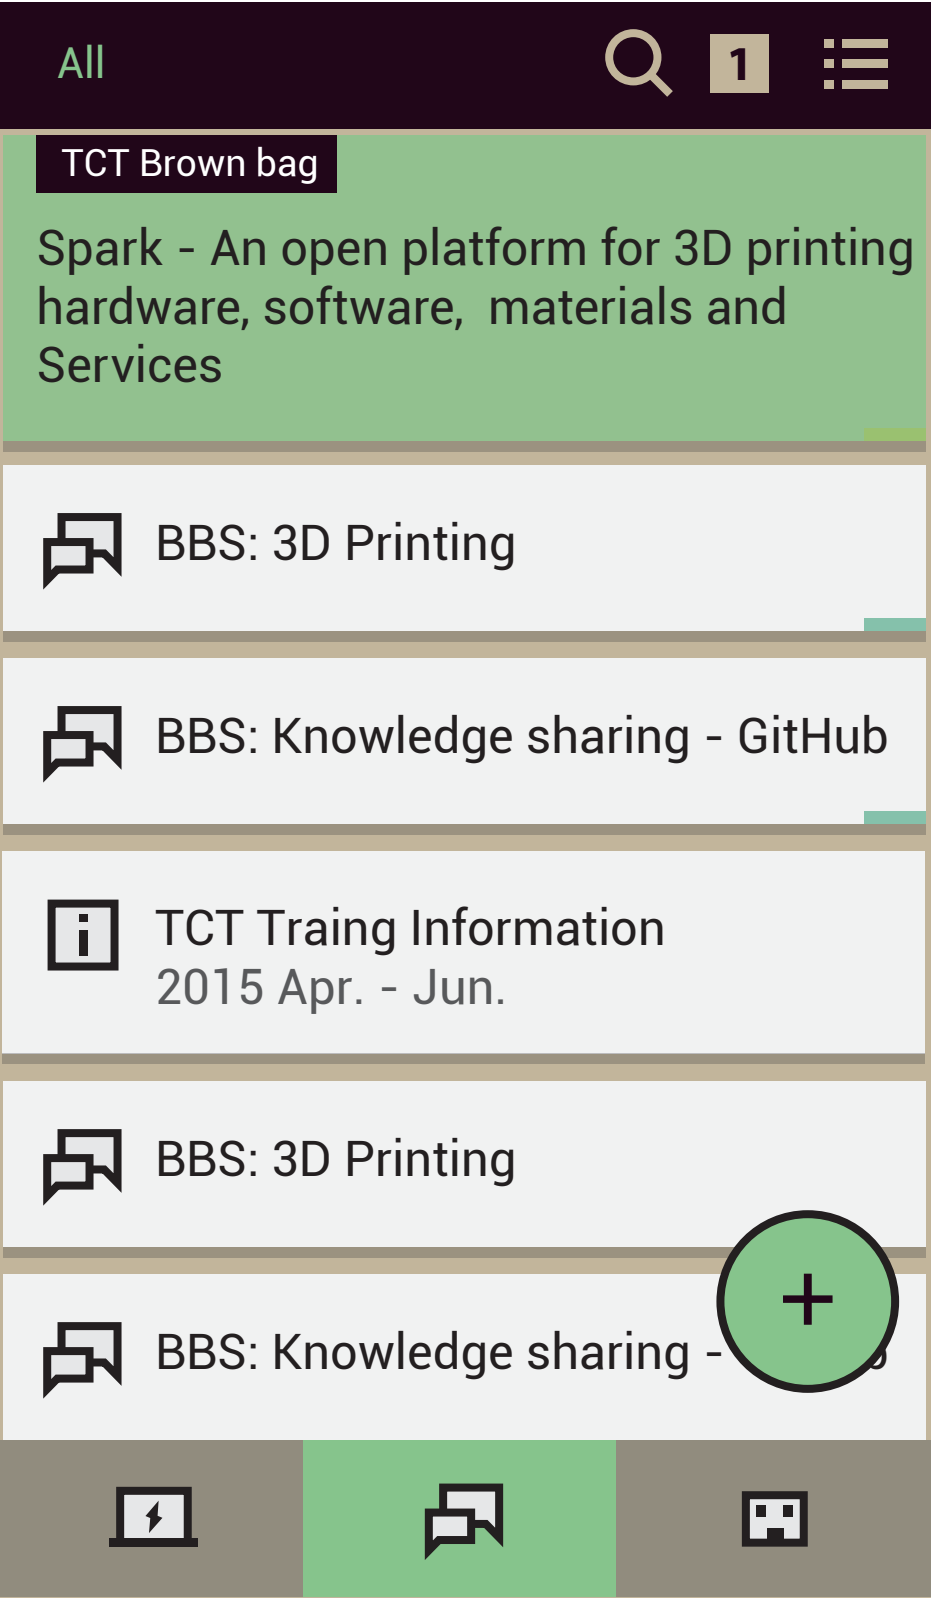 All
1
TCT Brown bag
Spark - An open platform for 3D printing
hardware, software,  materials and
Services
BBS: 3D Printing
BBS: Knowledge sharing - GitHub
TCT Traing Information
2015 Apr. - Jun.
BBS: 3D Printing
BBS: Knowledge sharing -
+